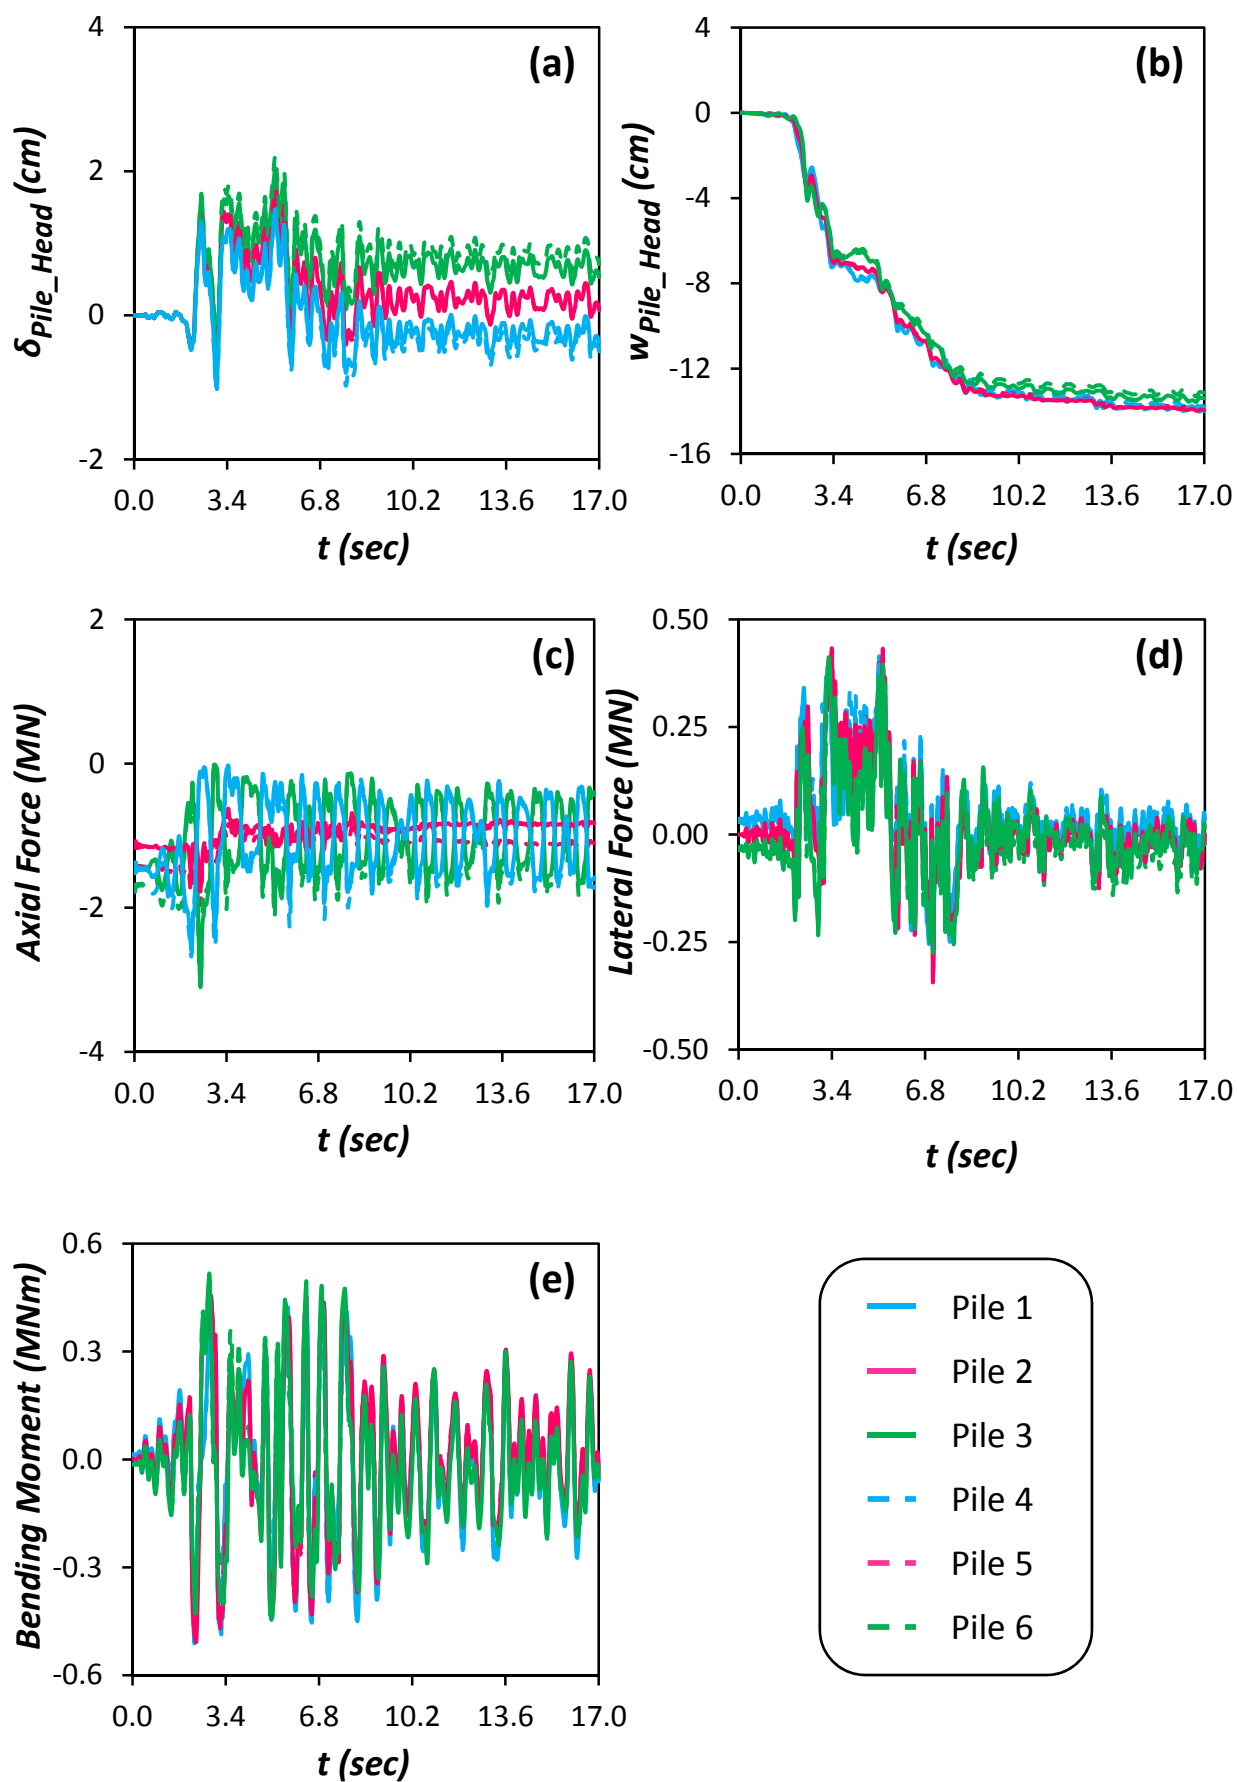 (a)
δPile_Head (cm)
4
2
0
-2
0.0 3.4 6.8 10.2 13.6 17.0
t (sec)
(b)
wPile_Head (cm)
4
0
-4
-8
-12
-16
0.0 3.4 6.8 10.2 13.6 17.0
t (sec)
(c)
Axial Force (MN)
2
0
-2
-4
0.0 3.4 6.8 10.2 13.6 17.0
t (sec)
(d)
Lateral Force (MN)
0.50
0.25
0.00
-0.25
-0.50
0.0 3.4 6.8 10.2 13.6 17.0
t (sec)
(e)
Bending Moment (MNm)
0.6
0.3
0.0
-0.3
-0.6
0.0 3.4 6.8 10.2 13.6 17.0
t (sec)
Pile 1
Pile 2
Pile 3
Pile 4
Pile 5
Pile 6